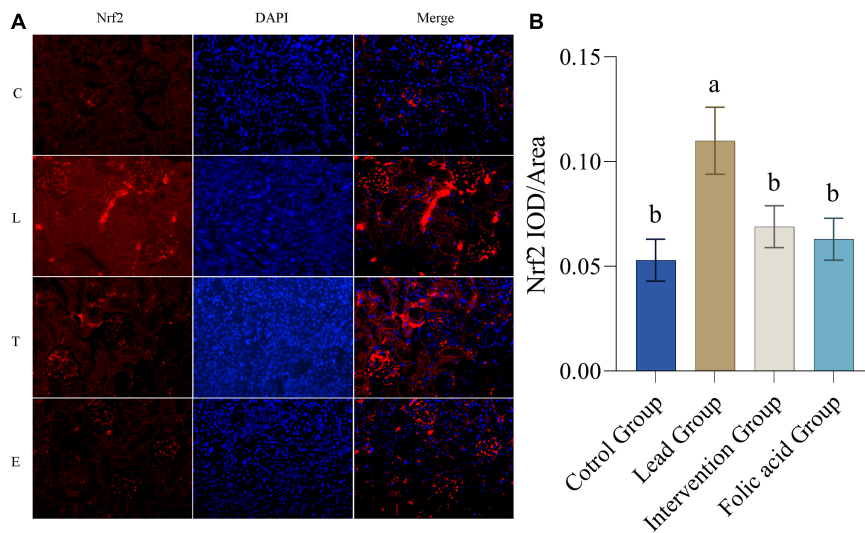 A
Nrf2
DAPI
Merge
C
L
T
E
B
Nrf2 IOD/Area
0.15
0.10
0.05
0.00
b
a
b
b
Cotrol Group
Lead Group
Intervention Group
Folic acid Group